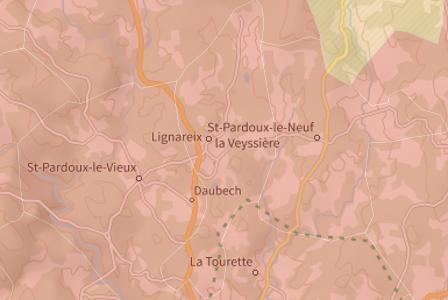 Lignareix
St-Pardoux-le-Neuf
la Veyssière
St-Pardoux-le-Vieux
Daubech
La Tourette